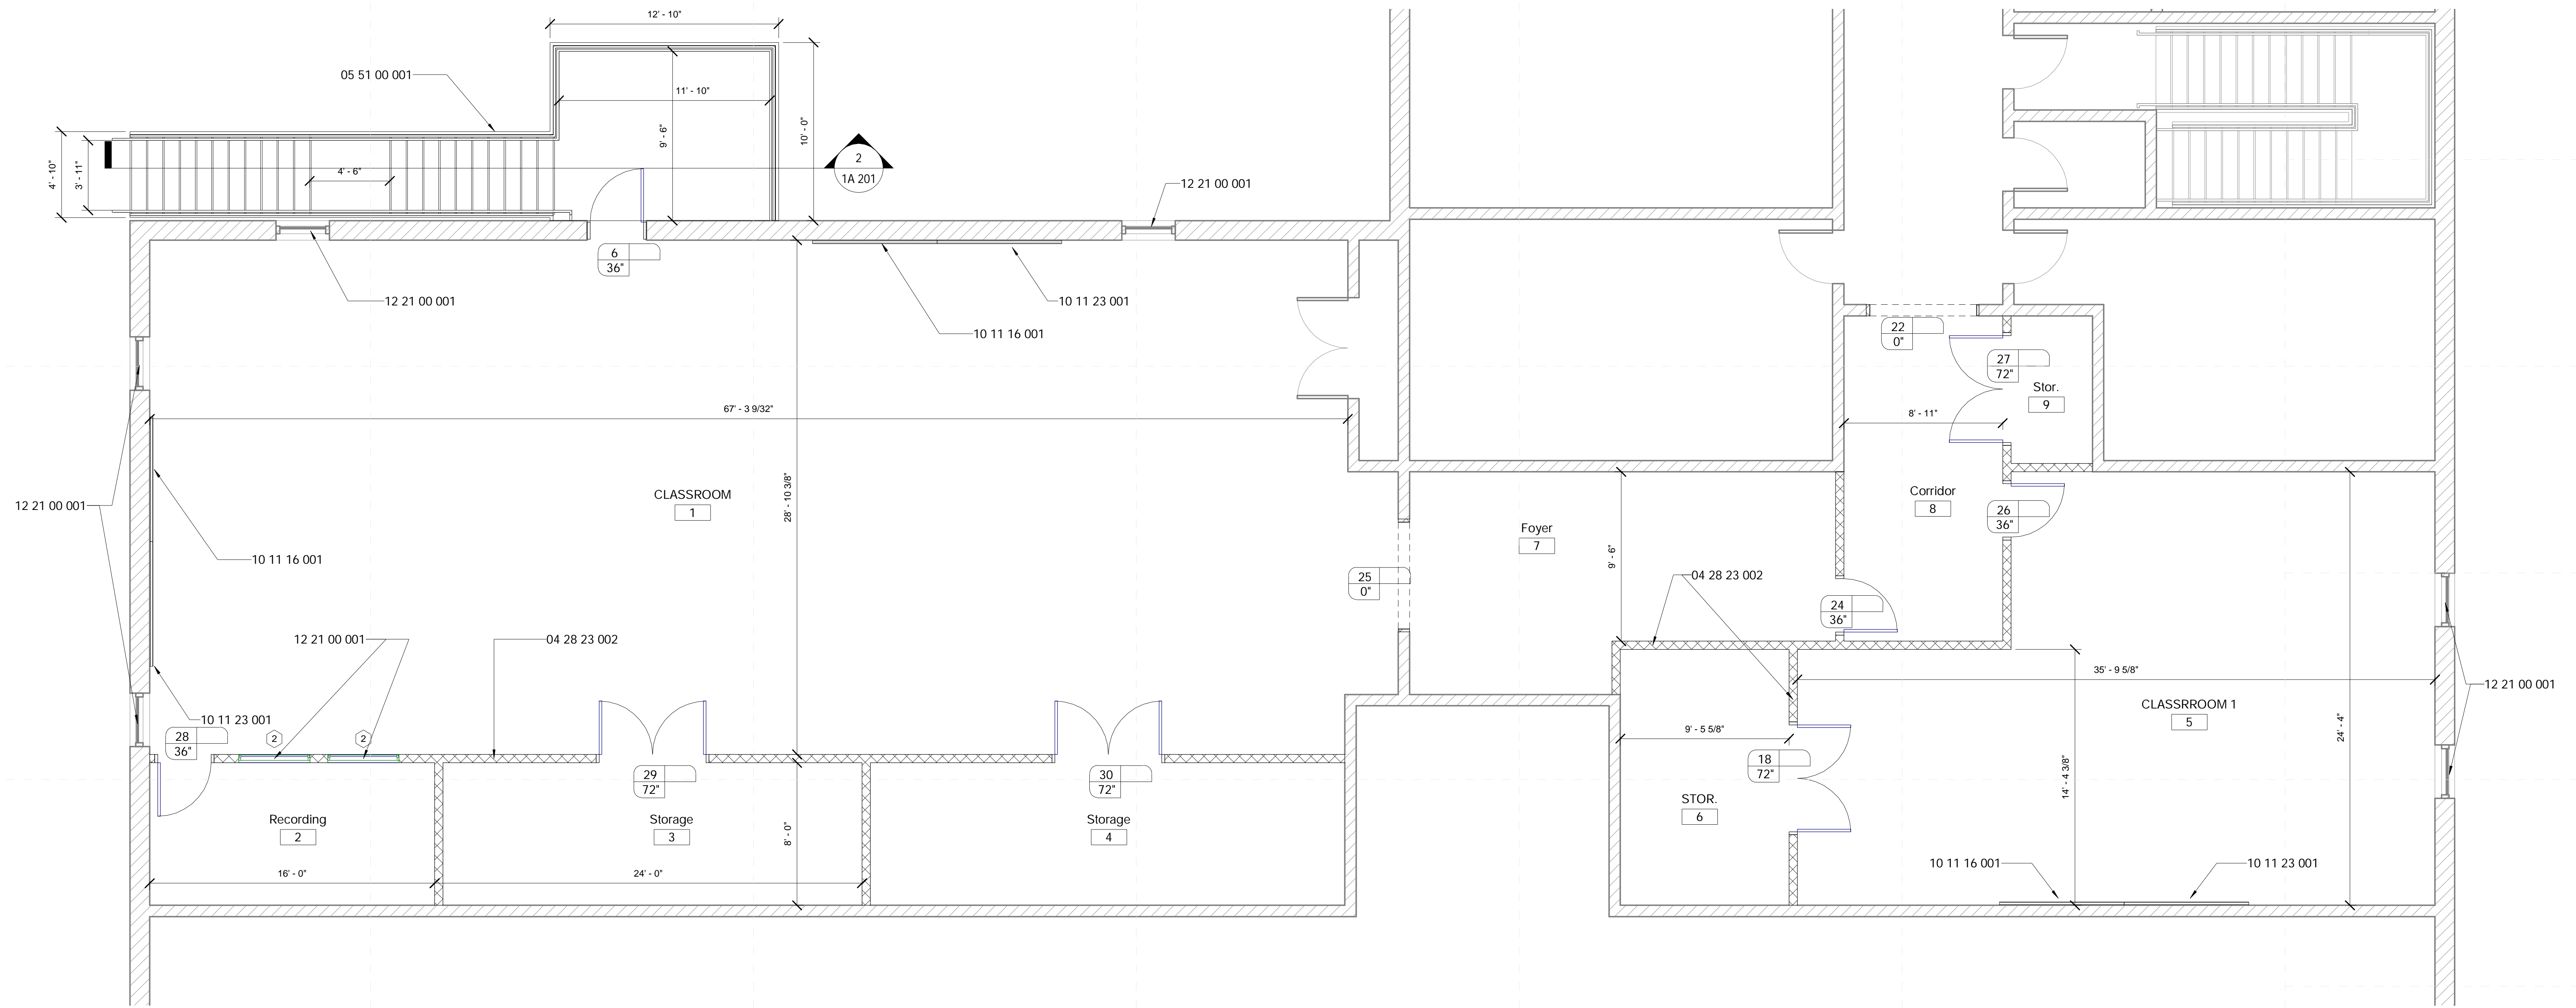 12' - 10"
05 51 00 001
11' - 10"
9' - 6"
10' - 0"
4' - 10"
3' - 11"
4' - 6"
2
1A 201
12 21 00 001
6
36"
12 21 00 001
10 11 23 001
10 11 16 001
22
0"
27
72"
Stor.
9
67' - 3 9/32"
8' - 11"
CLASSROOM
1
28' - 10 3/8"
12 21 00 001
10 11 16 001
Corridor
8
26
36"
Foyer
7
9' - 6"
25
0"
04 28 23 002
24
36"
12 21 00 001
04 28 23 002
35' - 9 5/8"
12 21 00 001
CLASSRROOM 1
5
24' - 4"
10 11 23 001
28
36"
2
2
9' - 5 5/8"
18
72"
14' - 4 3/8"
29
72"
30
72"
STOR.
6
Recording
2
Storage
3
8' - 0"
Storage
4
16' - 0"
24' - 0"
10 11 16 001
10 11 23 001